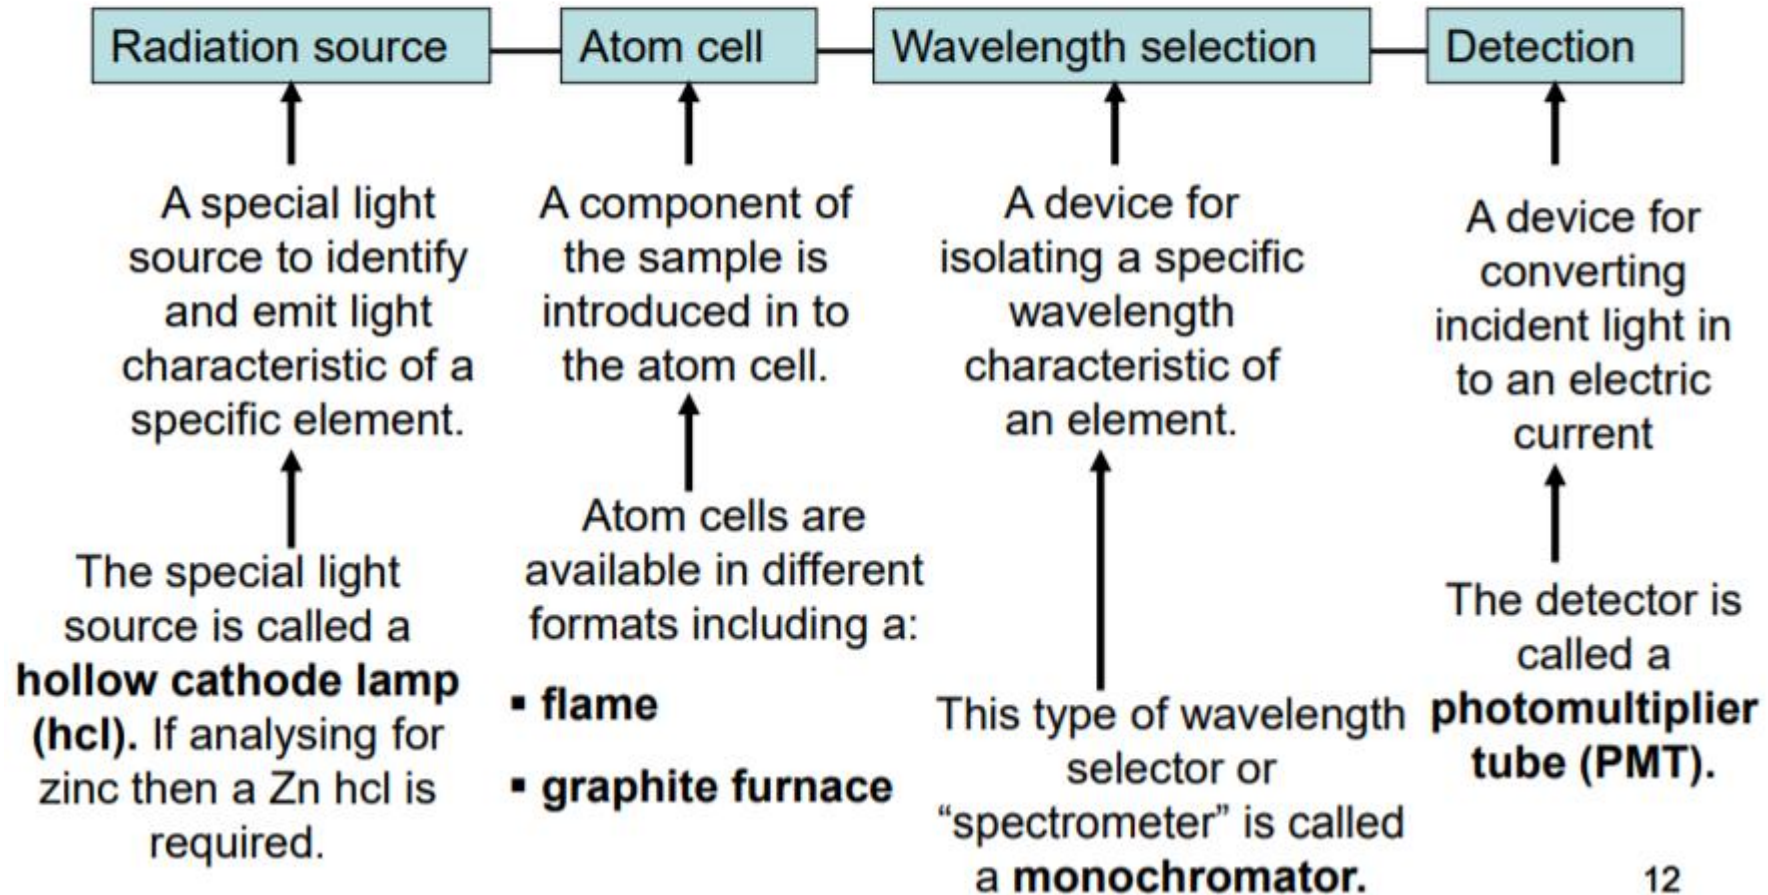 Radiation source
Atom cell
Wavelength selection
Detection
A special light
source to identify
and emit light
characteristic of a
specific element.
The special light
source is called a
hollow cathode lamp
(hcl). If analysing for
zinc then a Zn hcl is
required.
A component of
the sample is
introduced in to
the atom cell.
Atom cells are
available in different
formats including a:
▪ flame
▪ graphite furnace
A device for
isolating a specific
wavelength
characteristic of
an element.
This type of wavelength
selector or
“spectrometer” is called
a monochromator.
A device for
converting
incident light in
to an electric
current
The detector is
called a
photomultiplier
tube (PMT).
12